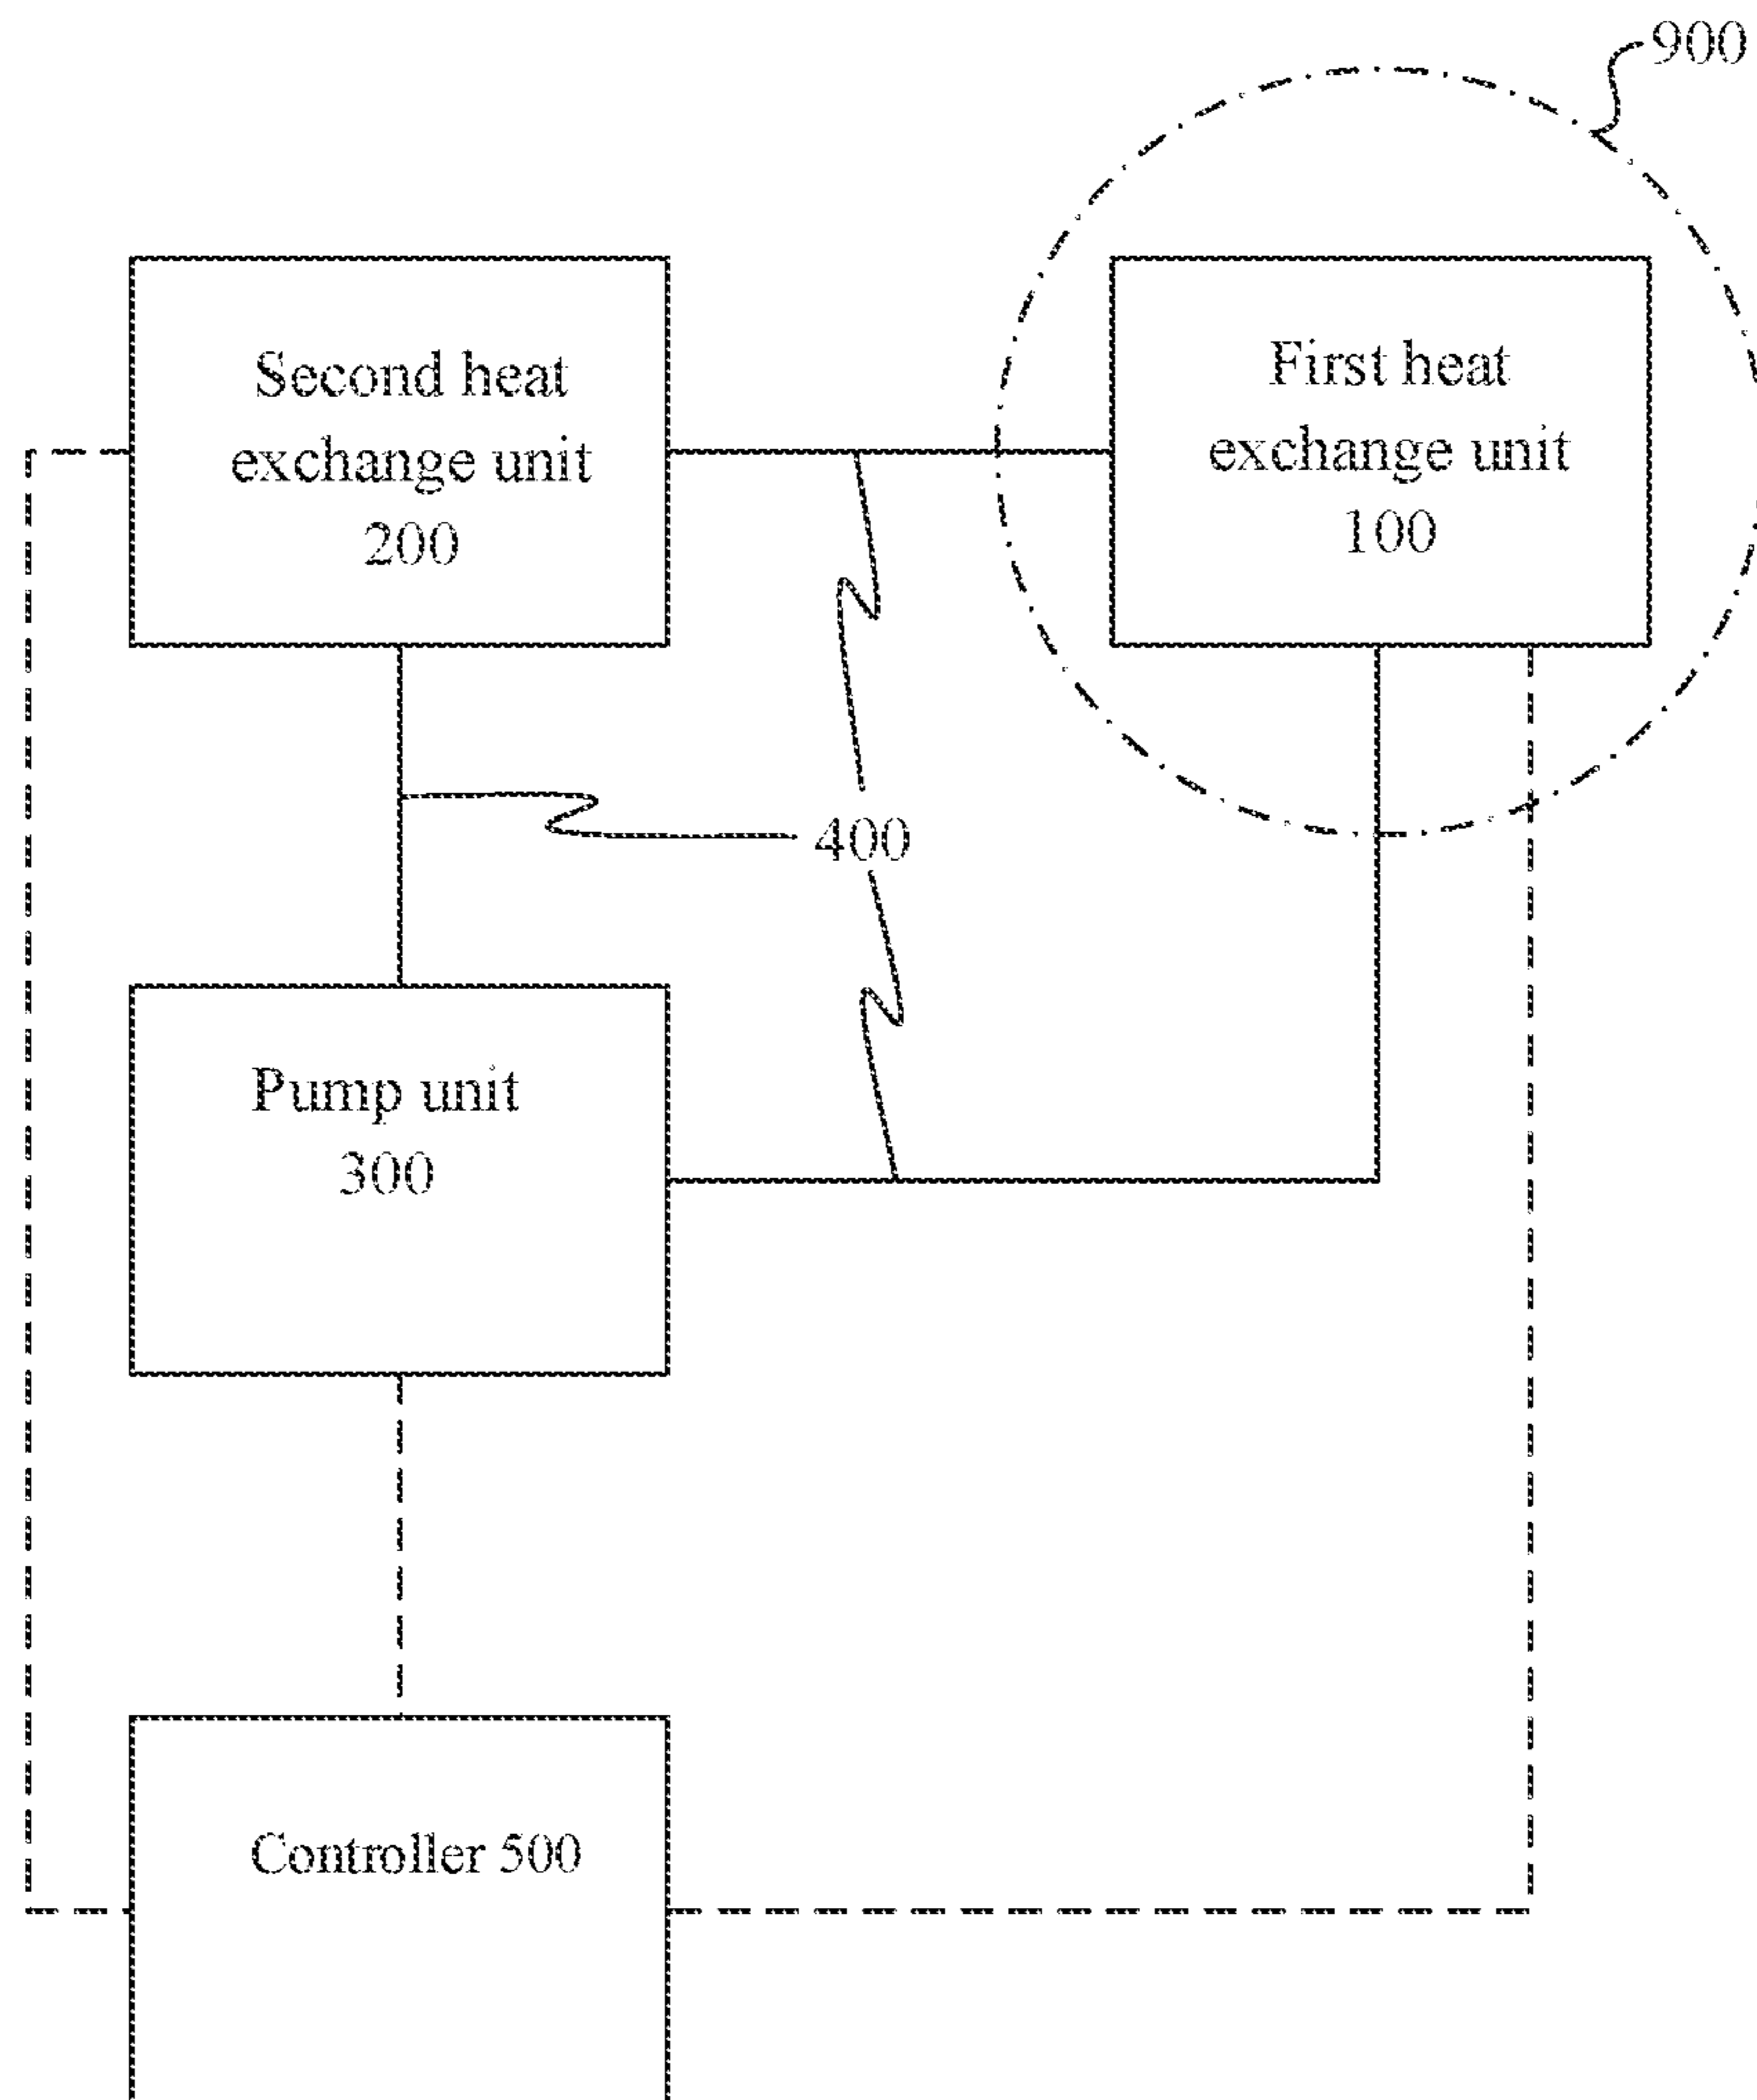 900
Second heat
exchange unit
200
First heat
exchange unit
100
400
Pump unit
300
Controller 500